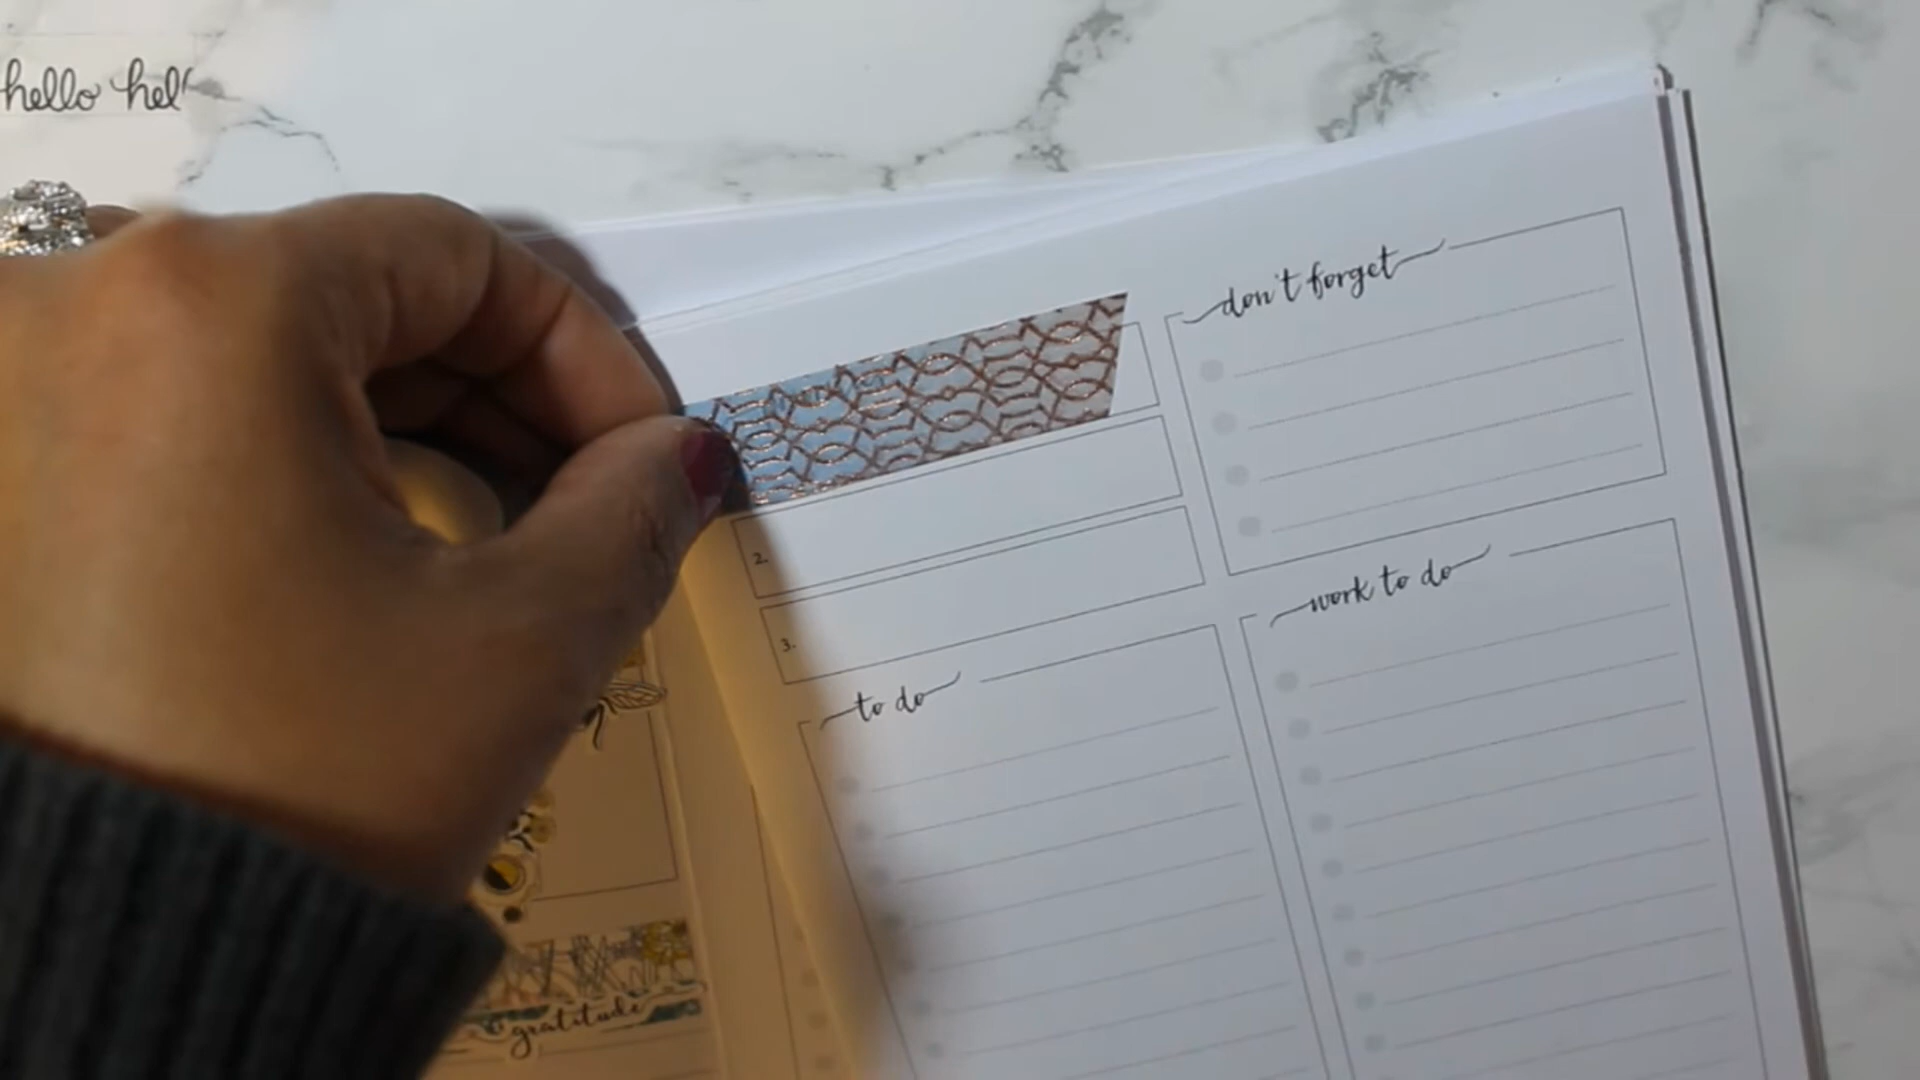 hello hel
don't forget
2.
work to do
3.
to do
gratitude